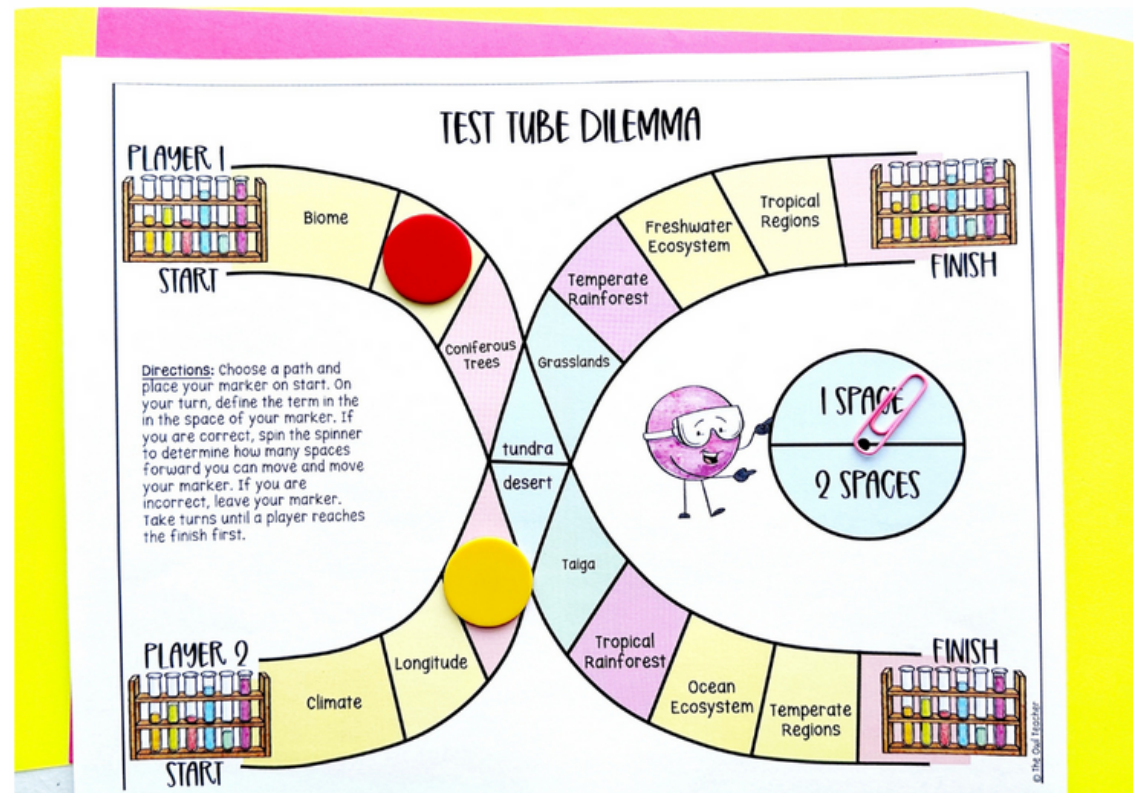 TEST TUBE DILEMMA
PLAYER 1
START
Biome
Coniferous
Trees
tundra
Grasslands
Temperate
Rainforest
Freshwater
Ecosystem
Tropical
Regions
FINISH
Directions: Choose a path and
place your marker on start. On
your turn, define the term in the
in the space of your marker. If
you are correct, spin the spinner
to determine how many spaces
forward you can move and move
your marker. If you are
incorrect, leave your marker.
Take turns until a player reaches
the finish first.
1 SPACE
2 SPACES
PLAYER 2
START
Climate
Longitude
desert
Taiga
Tropical
Rainforest
Ocean
Ecosystem
Temperate
Regions
FINISH
© The Owl Teacher